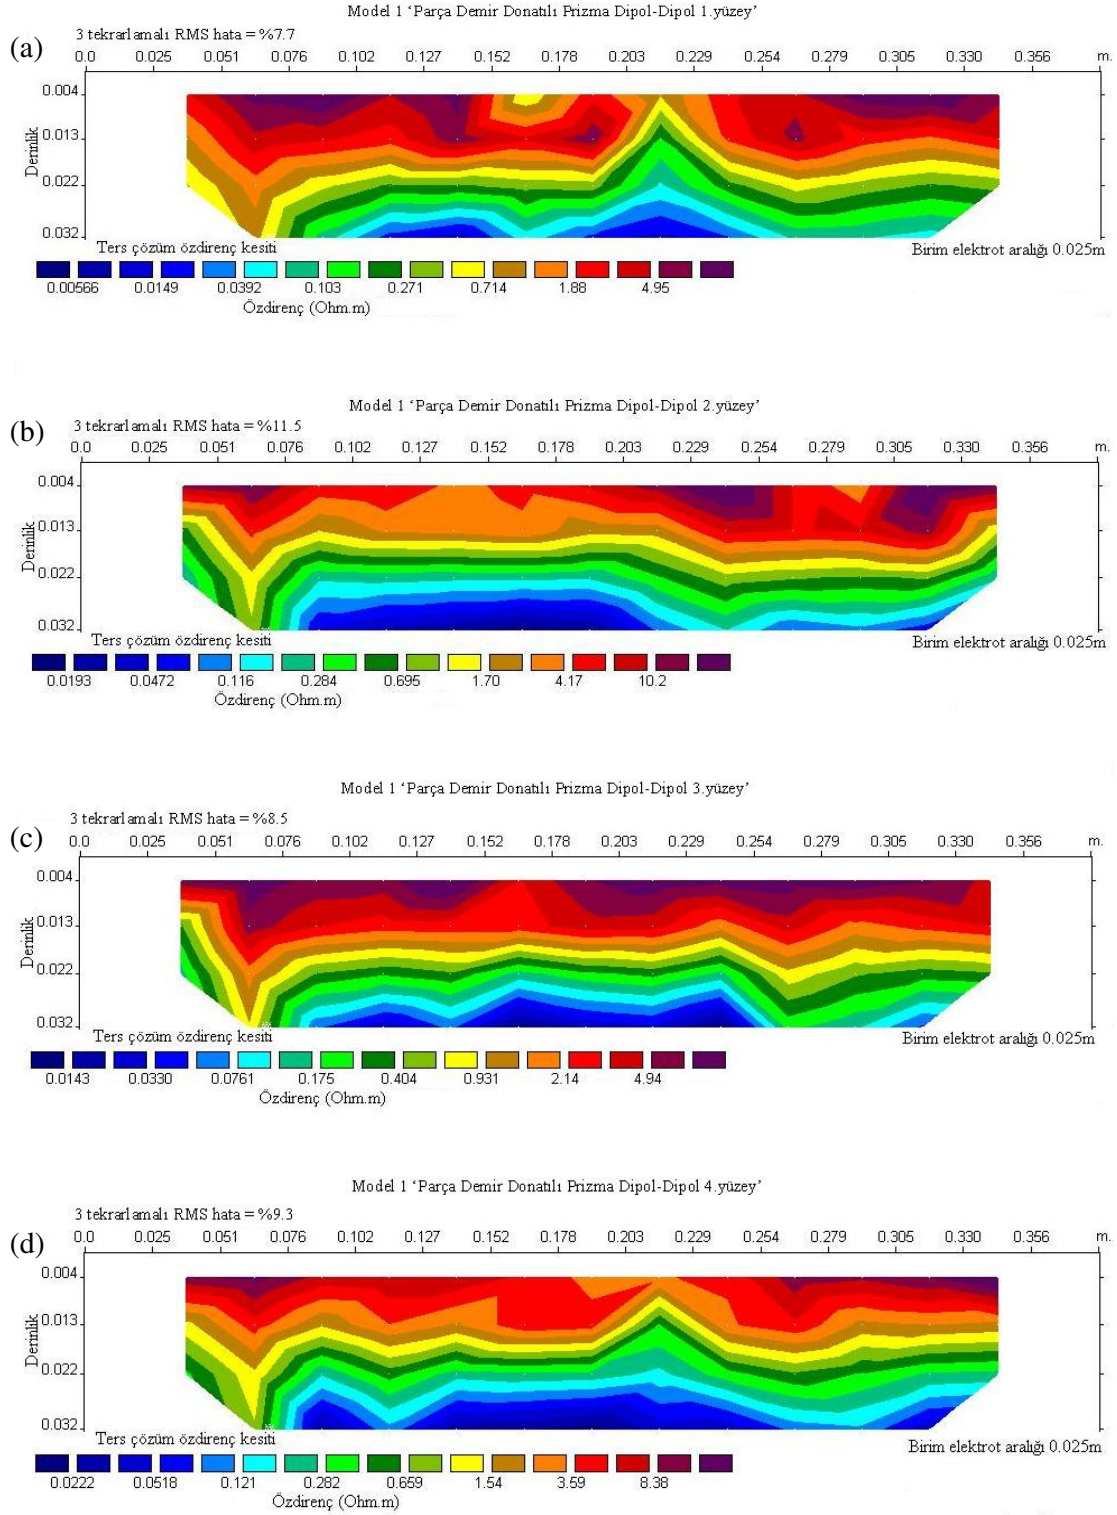 Model 1 ‘Parça Demir Donatılı Prizma Dipol-Dipol 1.yüzey’
(a)
3 tekrarlamalı RMS hata = %7.7
0.0 0.025 0.051 0.076 0.102 0.127 0.152 0.178 0.203 0.229 0.254 0.279 0.305 0.330 0.356 m.
0.004
0.013
0.022
0.032
Derinlik
Ters çözüm özdirenç kesiti
Birim elektrot aralığı 0.025m
0.00566 0.0149 0.0392 0.103 0.271 0.714 1.88 4.95
Özdirenç (Ohm.m)
Model 1 ‘Parça Demir Donatılı Prizma Dipol-Dipol 2.yüzey’
(b)
3 tekrarlamalı RMS hata = %11.5
0.0 0.025 0.051 0.076 0.102 0.127 0.152 0.178 0.203 0.229 0.254 0.279 0.305 0.330 0.356 m.
0.004
0.013
0.022
0.032
Derinlik
Ters çözüm özdirenç kesiti
Birim elektrot aralığı 0.025m
0.0193 0.0472 0.116 0.284 0.695 1.70 4.17 10.2
Özdirenç (Ohm.m)
Model 1 ‘Parça Demir Donatılı Prizma Dipol-Dipol 3.yüzey’
(c)
3 tekrarlamalı RMS hata = %8.5
0.0 0.025 0.051 0.076 0.102 0.127 0.152 0.178 0.203 0.229 0.254 0.279 0.305 0.330 0.356 m.
0.004
0.013
0.022
0.032
Derinlik
Ters çözüm özdirenç kesiti
Birim elektrot aralığı 0.025m
0.0143 0.0330 0.0761 0.175 0.404 0.931 2.14 4.94
Özdirenç (Ohm.m)
Model 1 ‘Parça Demir Donatılı Prizma Dipol-Dipol 4.yüzey’
(d)
3 tekrarlamalı RMS hata = %9.3
0.0 0.025 0.051 0.076 0.102 0.127 0.152 0.178 0.203 0.229 0.254 0.279 0.305 0.330 0.356 m.
0.004
0.013
0.022
0.032
Derinlik
Ters çözüm özdirenç kesiti
Birim elektrot aralığı 0.025m
0.0222 0.0518 0.121 0.282 0.659 1.54 3.59 8.38
Özdirenç (Ohm.m)